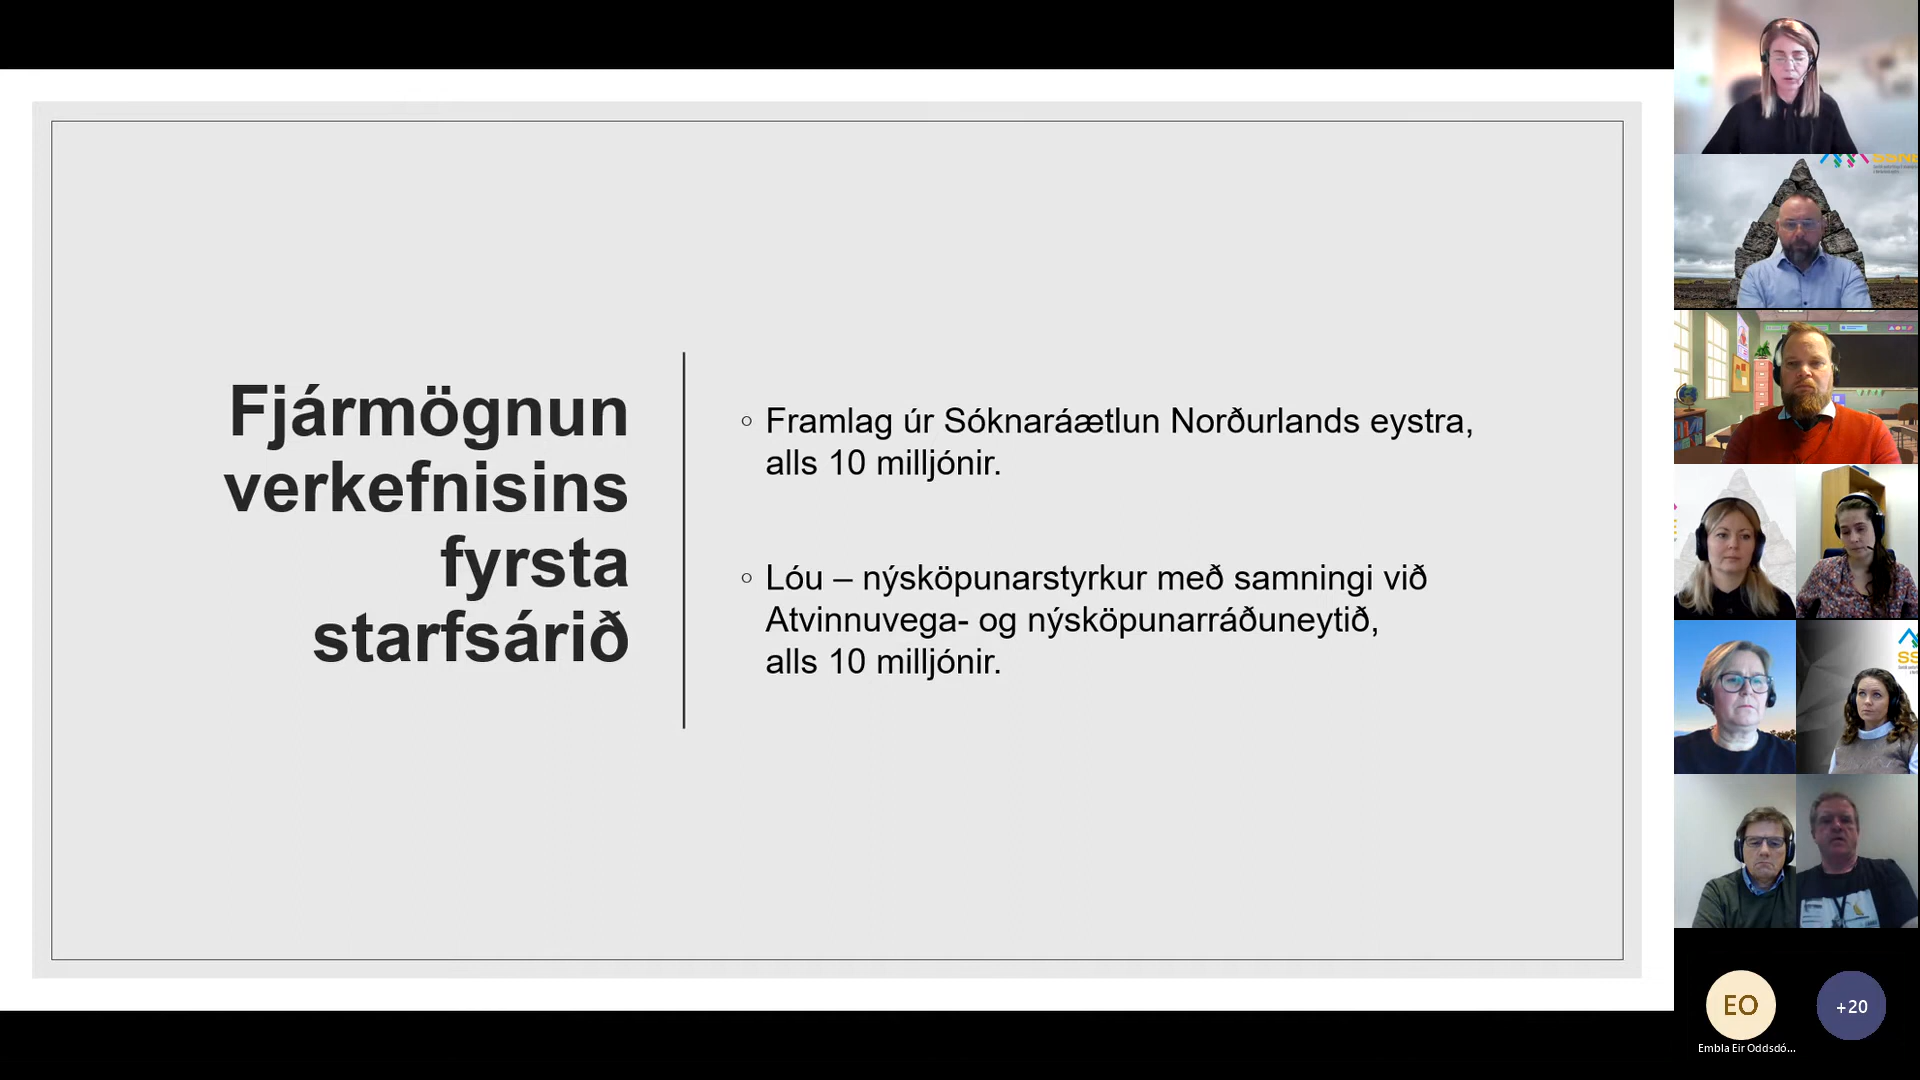 Fjármögnun
verkefnisins
fyrsta
starfsárið
◦ Framlag úr Sóknaráætlun Norðurlands eystra,
alls 10 milljónir.
◦ Lóu – nýsköpunarstyrkur með samningi við
Atvinnuvega- og nýsköpunarráðuneytið,
alls 10 milljónir.
EO
+20
Embla Eir Oddsdó...